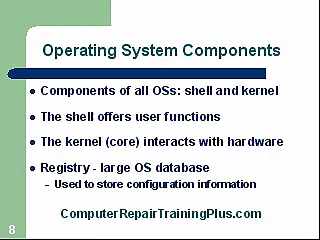 Operating System Components
Components of all OSs: shell and kernel
The shell offers user functions
The kernel (core) interacts with hardware
Registry - large OS database
- Used to store configuration information
ComputerRepairTrainingPlus.com
8